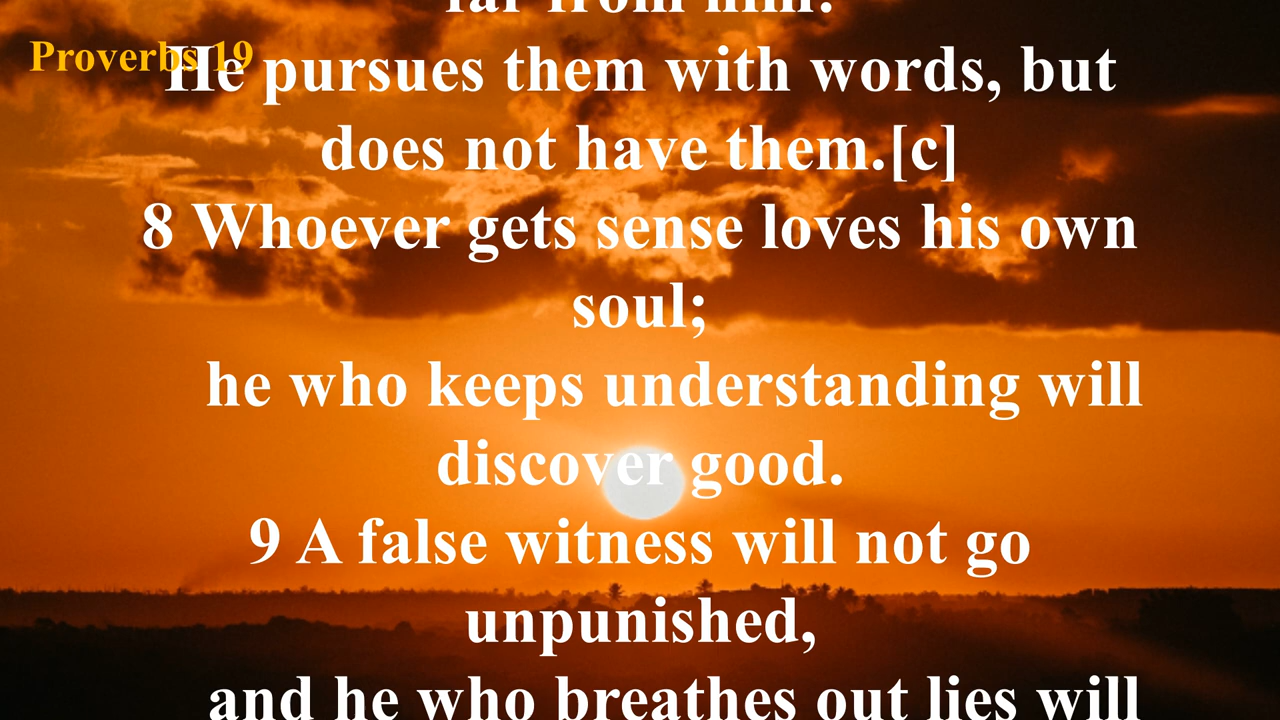 far from him!
Proverbs 19
He pursues them with words, but
does not have them.[c]
8 Whoever gets sense loves his own
soul;
he who keeps understanding will
discover good.
9 A false witness will not go
unpunished,
and he who breathes out lies will